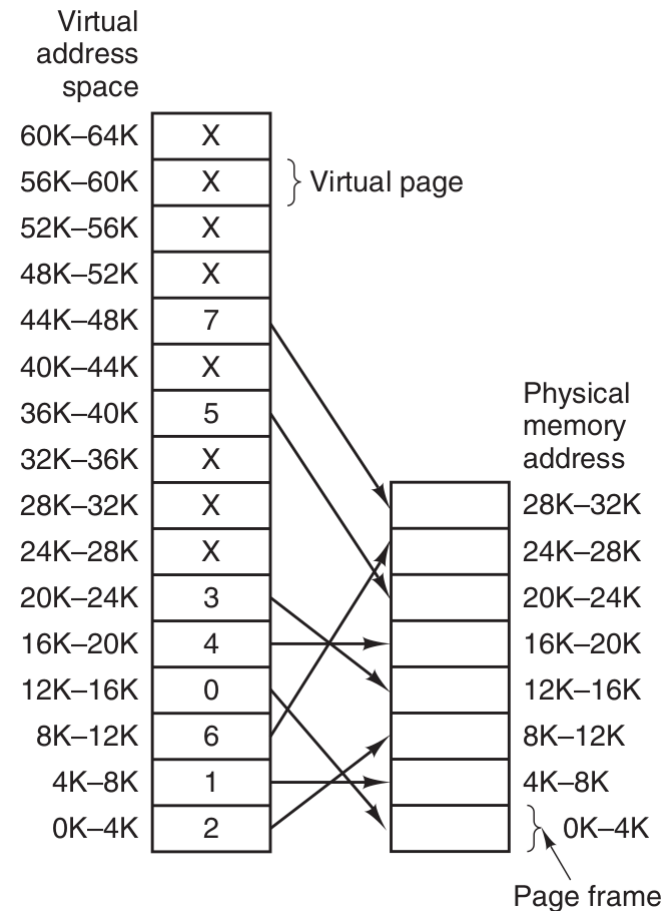 Virtual
address
space
60K–64K X
56K–60K X Virtual page
52K–56K X
48K–52K X
44K–48K 7
40K–44K X
36K–40K 5
Physical
memory
address
32K–36K X
28K–32K X 28K–32K
24K–28K X 24K–28K
20K–24K 3 20K–24K
16K–20K 4 16K–20K
12K–16K 0 12K–16K
8K–12K 6 8K–12K
4K–8K 1 4K–8K
0K–4K 2 0K–4K
Page frame